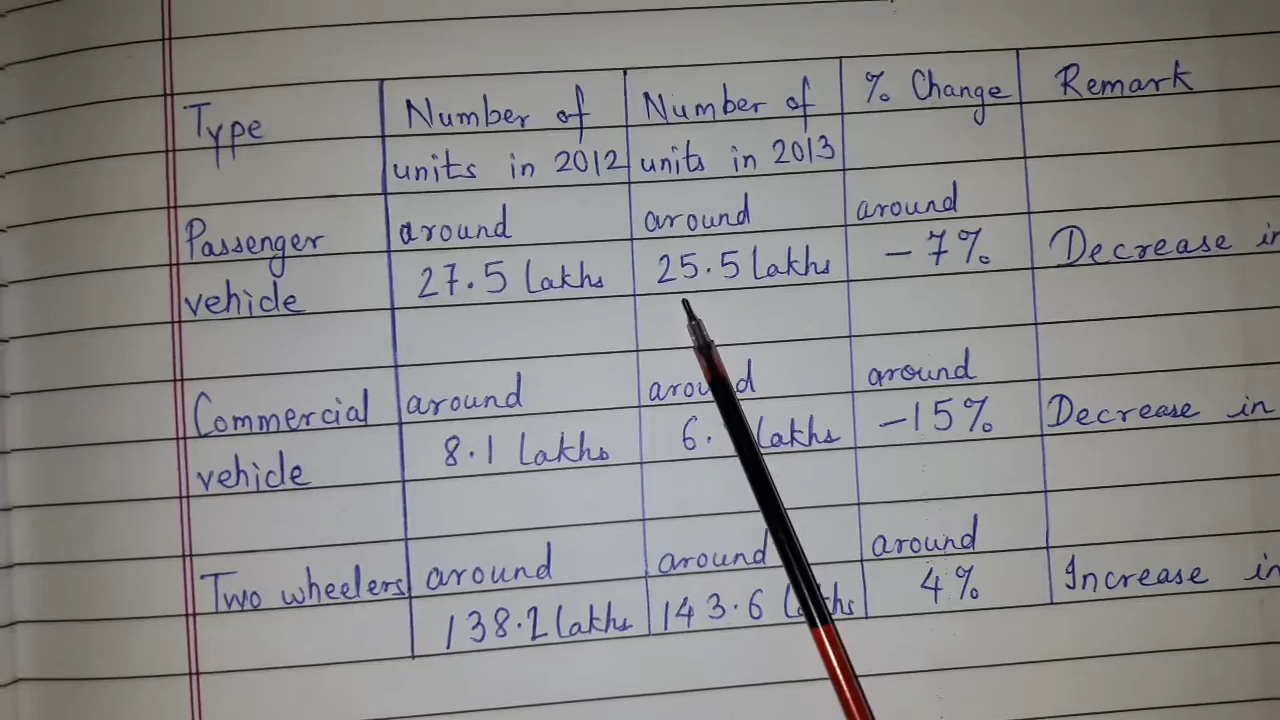 Type Number of units in 2012 Number of units in 2013 % Change Remark
Passenger vehicle around 27.5 Lakhs around 25.5 Lakhs around -7% Decrease in
Commercial vehicle around 8.1 Lakhs around 6. Lakhs around -15% Decrease in
Two wheelers around 138.2 Lakhs around 143.6 around 4% Increase in